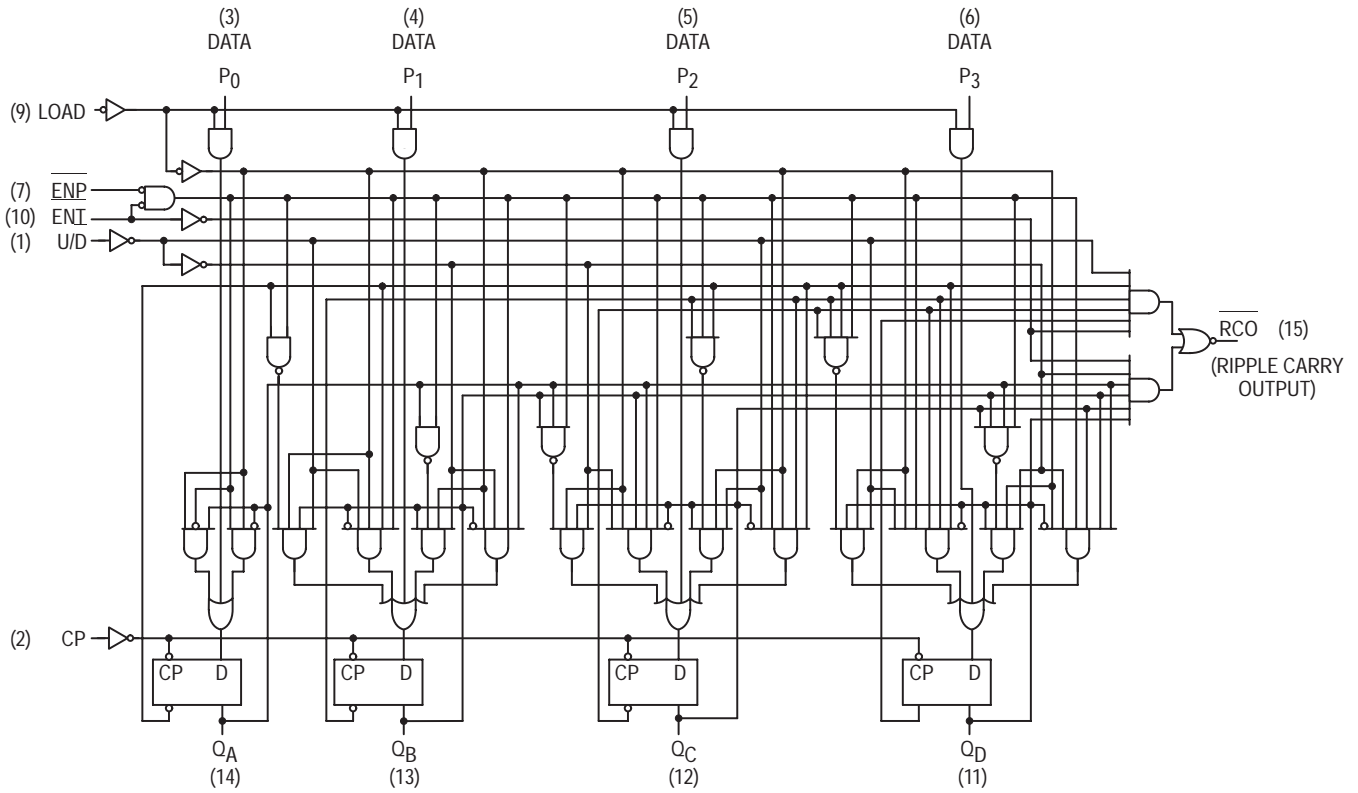 (3)
DATA
P0
(4)
DATA
P1
(5)
DATA
P2
(6)
DATA
P3
(9) LOAD
(7) ENP
(10) ENT
(1) U/D
RCO (15)
(RIPPLE CARRY
OUTPUT)
(2) CP
CP D
CP D
CP D
CP D
QA
(14)
QB
(13)
QC
(12)
QD
(11)